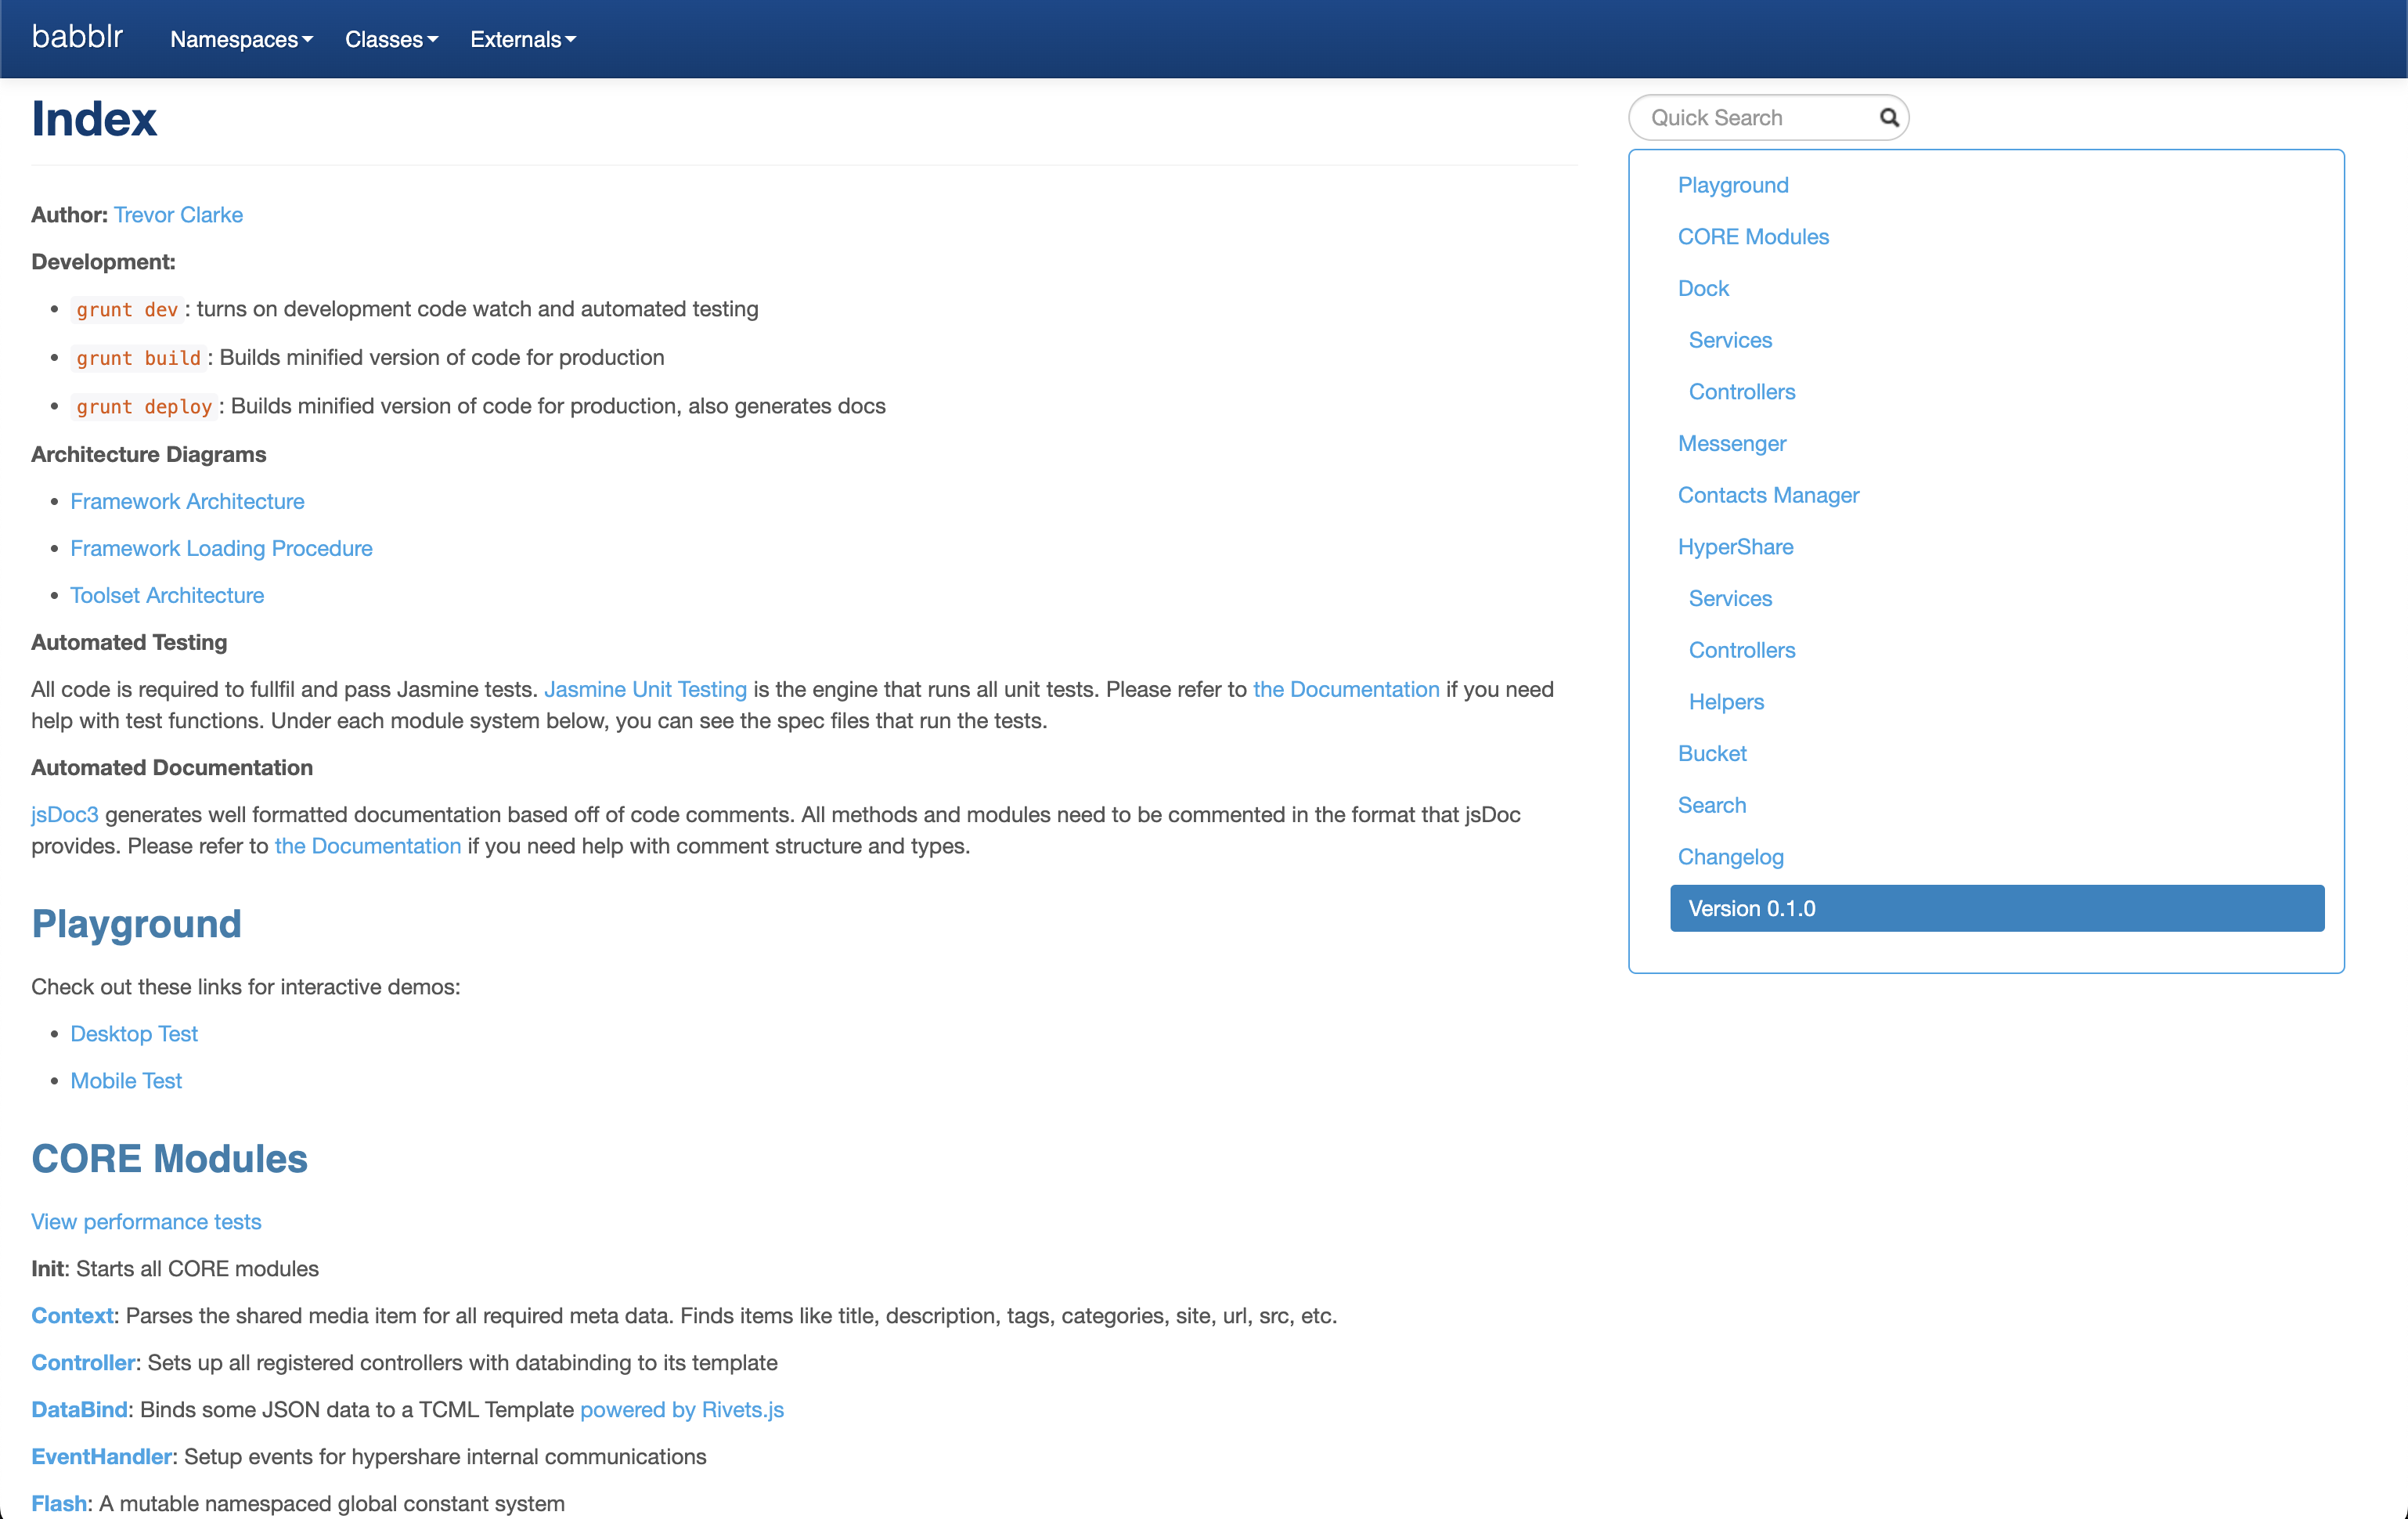 babblr Namespaces Classes Externals
Index
Author: Trevor Clarke
Development:
grunt dev : turns on development code watch and automated testing
grunt build : Builds minified version of code for production
grunt deploy : Builds minified version of code for production, also generates docs
Architecture Diagrams
Framework Architecture
Framework Loading Procedure
Toolset Architecture
Automated Testing
All code is required to fullfil and pass Jasmine tests. Jasmine Unit Testing is the engine that runs all unit tests. Please refer to the Documentation if you need
help with test functions. Under each module system below, you can see the spec files that run the tests.
Automated Documentation
jsDoc3 generates well formatted documentation based off of code comments. All methods and modules need to be commented in the format that jsDoc
provides. Please refer to the Documentation if you need help with comment structure and types.
Playground
Check out these links for interactive demos:
Desktop Test
Mobile Test
CORE Modules
View performance tests
Init: Starts all CORE modules
Context: Parses the shared media item for all required meta data. Finds items like title, description, tags, categories, site, url, src, etc.
Controller: Sets up all registered controllers with databinding to its template
DataBind: Binds some JSON data to a TCML Template powered by Rivets.js
EventHandler: Setup events for hypershare internal communications
Flash: A mutable namespaced global constant system
Quick Search
Playground
CORE Modules
Dock
Services
Controllers
Messenger
Contacts Manager
HyperShare
Services
Controllers
Helpers
Bucket
Search
Changelog
Version 0.1.0